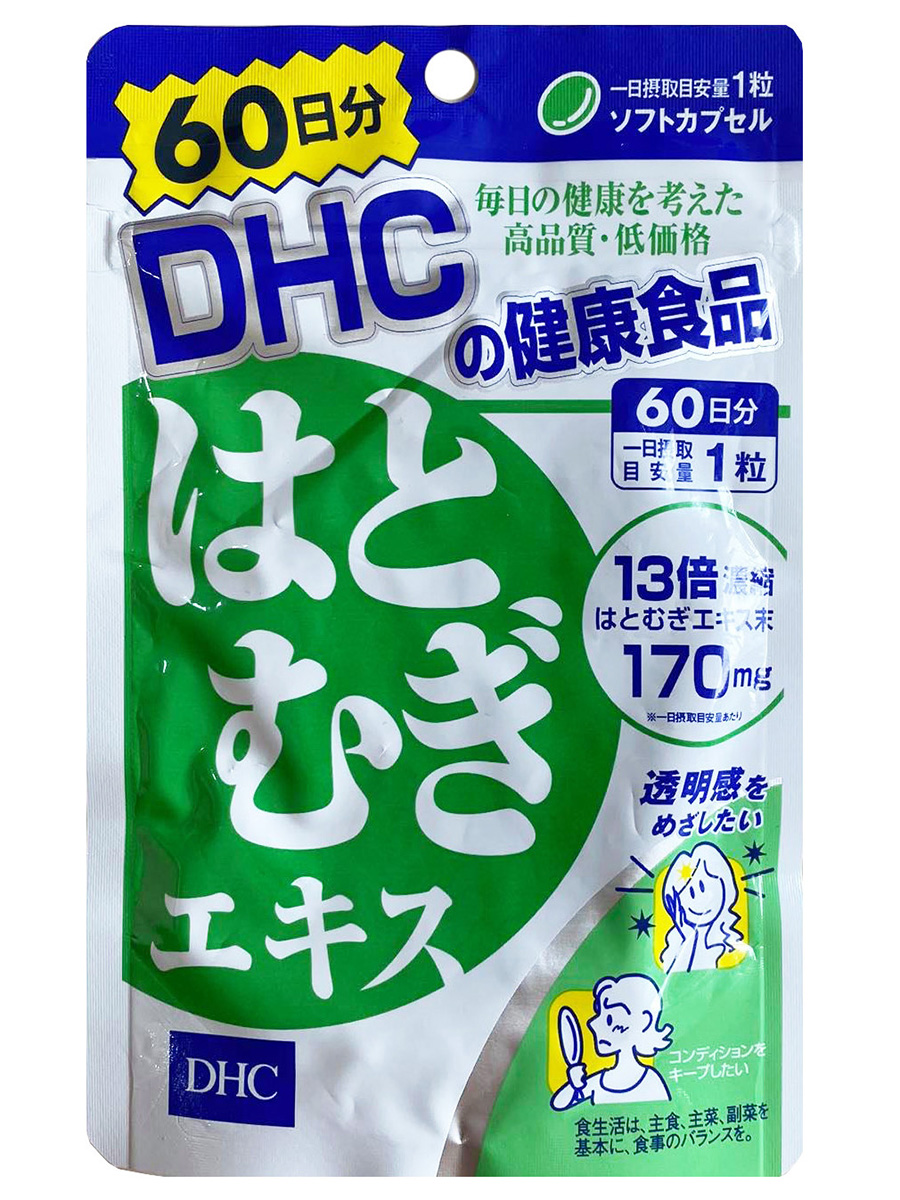 60日分
一日摂取目安量1粒
ソフトカプセル
毎日の健康を考えた
高品質・低価格
DHC
の健康食品
60日分
一日摂取
目安量
1粒
はと
むぎ
エキス
13倍濃縮
はとむぎエキス末
170mg
※一日摂取目安量あたり
透明感を
めざしたい
コンディションを
キープしたい
DHC
食生活は、主食、主菜、副菜を
基本に、食事のバランスを。